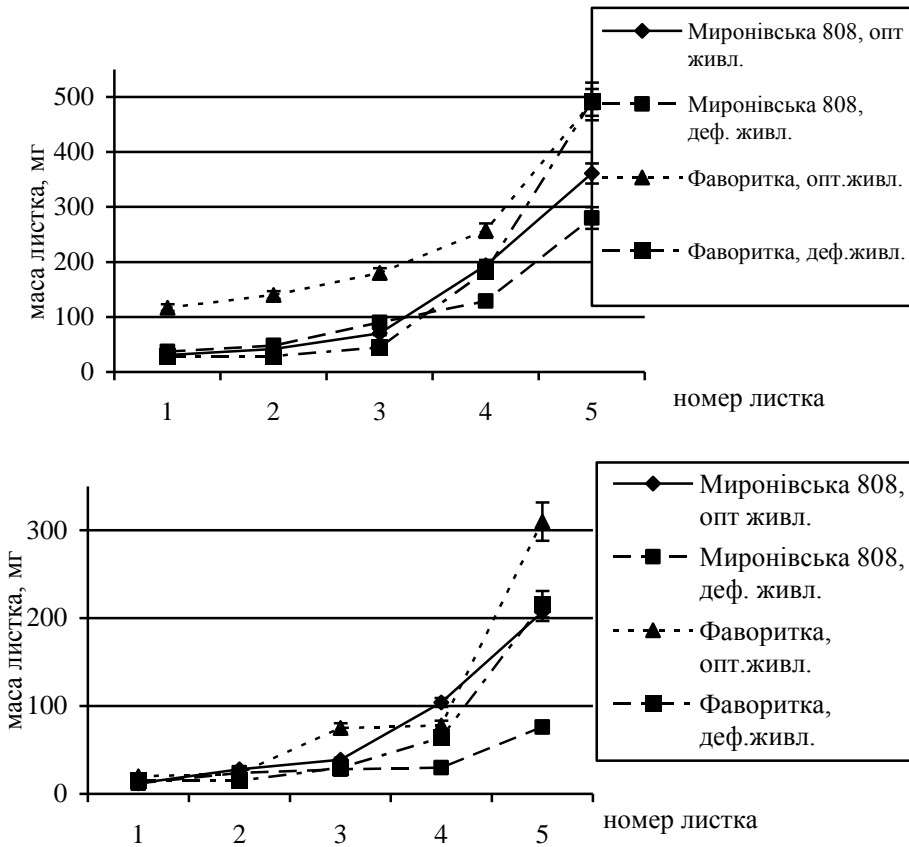 Миронівська 808, опт
живл.
Миронівська 808,
деф. живл.
Фаворитка, опт.живл.
Фаворитка, деф.живл.
маса листка, мг
500
400
300
200
100
0
1 2 3 4 5
номер листка
Миронівська 808,
опт живл.
Миронівська 808,
деф. живл.
Фаворитка,
опт.живл.
Фаворитка,
деф.живл.
маса листка, мг
300
200
100
0
1 2 3 4 5
номер листка